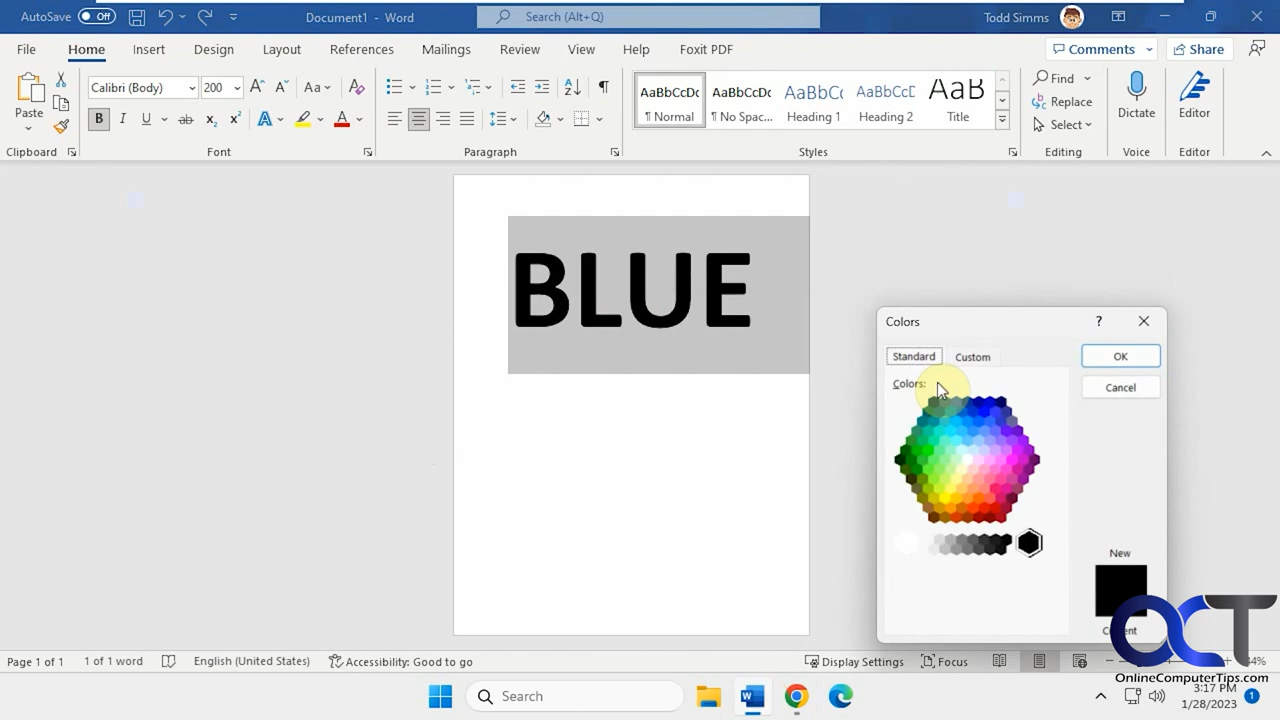 AutoSave Off Document1 - Word Search (Alt+Q) Todd Simms
File Home Insert Design Layout References Mailings Review View Help Foxit PDF Comments Share
Paste Calibri (Body) 200 AaBbCcDc AaBbCcDc AaBbCc AaBbCcD AaB Find Replace Select Dictate Editor
¶ Normal ¶ No Spac... Heading 1 Heading 2 Title
Clipboard Font Paragraph Styles Editing Voice Editor
BLUE
Colors ? 
Standard Custom OK
Colors: Cancel
New
OCT
OnlineComputerTips.com
Page 1 of 1 1 of 1 word English (United States) Accessibility: Good to go Display Settings Focus
Search 3:17 PM
1/28/2023 1